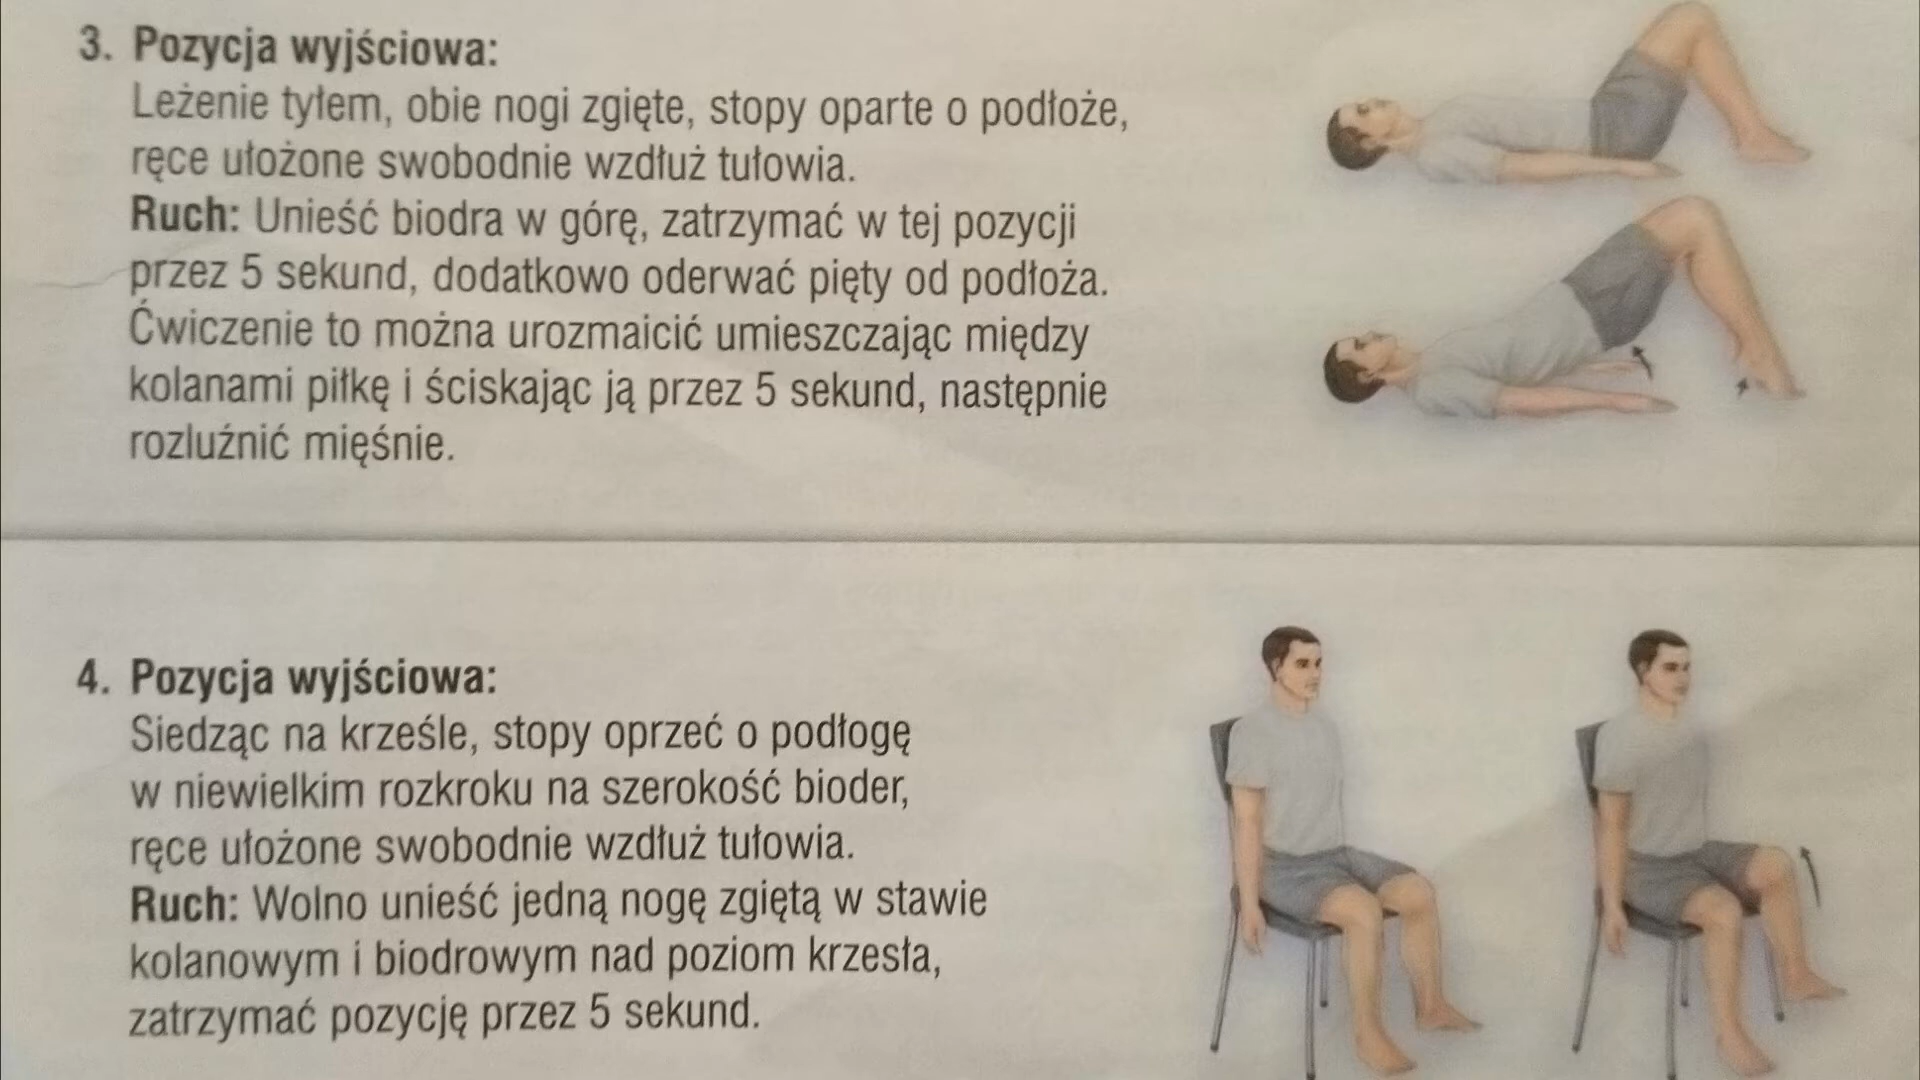 3. Pozycja wyjściowa:
Leżenie tyłem, obie nogi zgięte, stopy oparte o podłoże,
ręce ułożone swobodnie wzdłuż tułowia.
Ruch: Unieść biodra w górę, zatrzymać w tej pozycji
przez 5 sekund, dodatkowo oderwać pięty od podłoża.
Ćwiczenie to można urozmaicić umieszczając między
kolanami piłkę i ściskając ją przez 5 sekund, następnie
rozluźnić mięśnie.
4. Pozycja wyjściowa:
Siedząc na krześle, stopy oprzeć o podłogę
w niewielkim rozkroku na szerokość bioder,
ręce ułożone swobodnie wzdłuż tułowia.
Ruch: Wolno unieść jedną nogę zgiętą w stawie
kolanowym i biodrowym nad poziom krzesła,
zatrzymać pozycję przez 5 sekund.